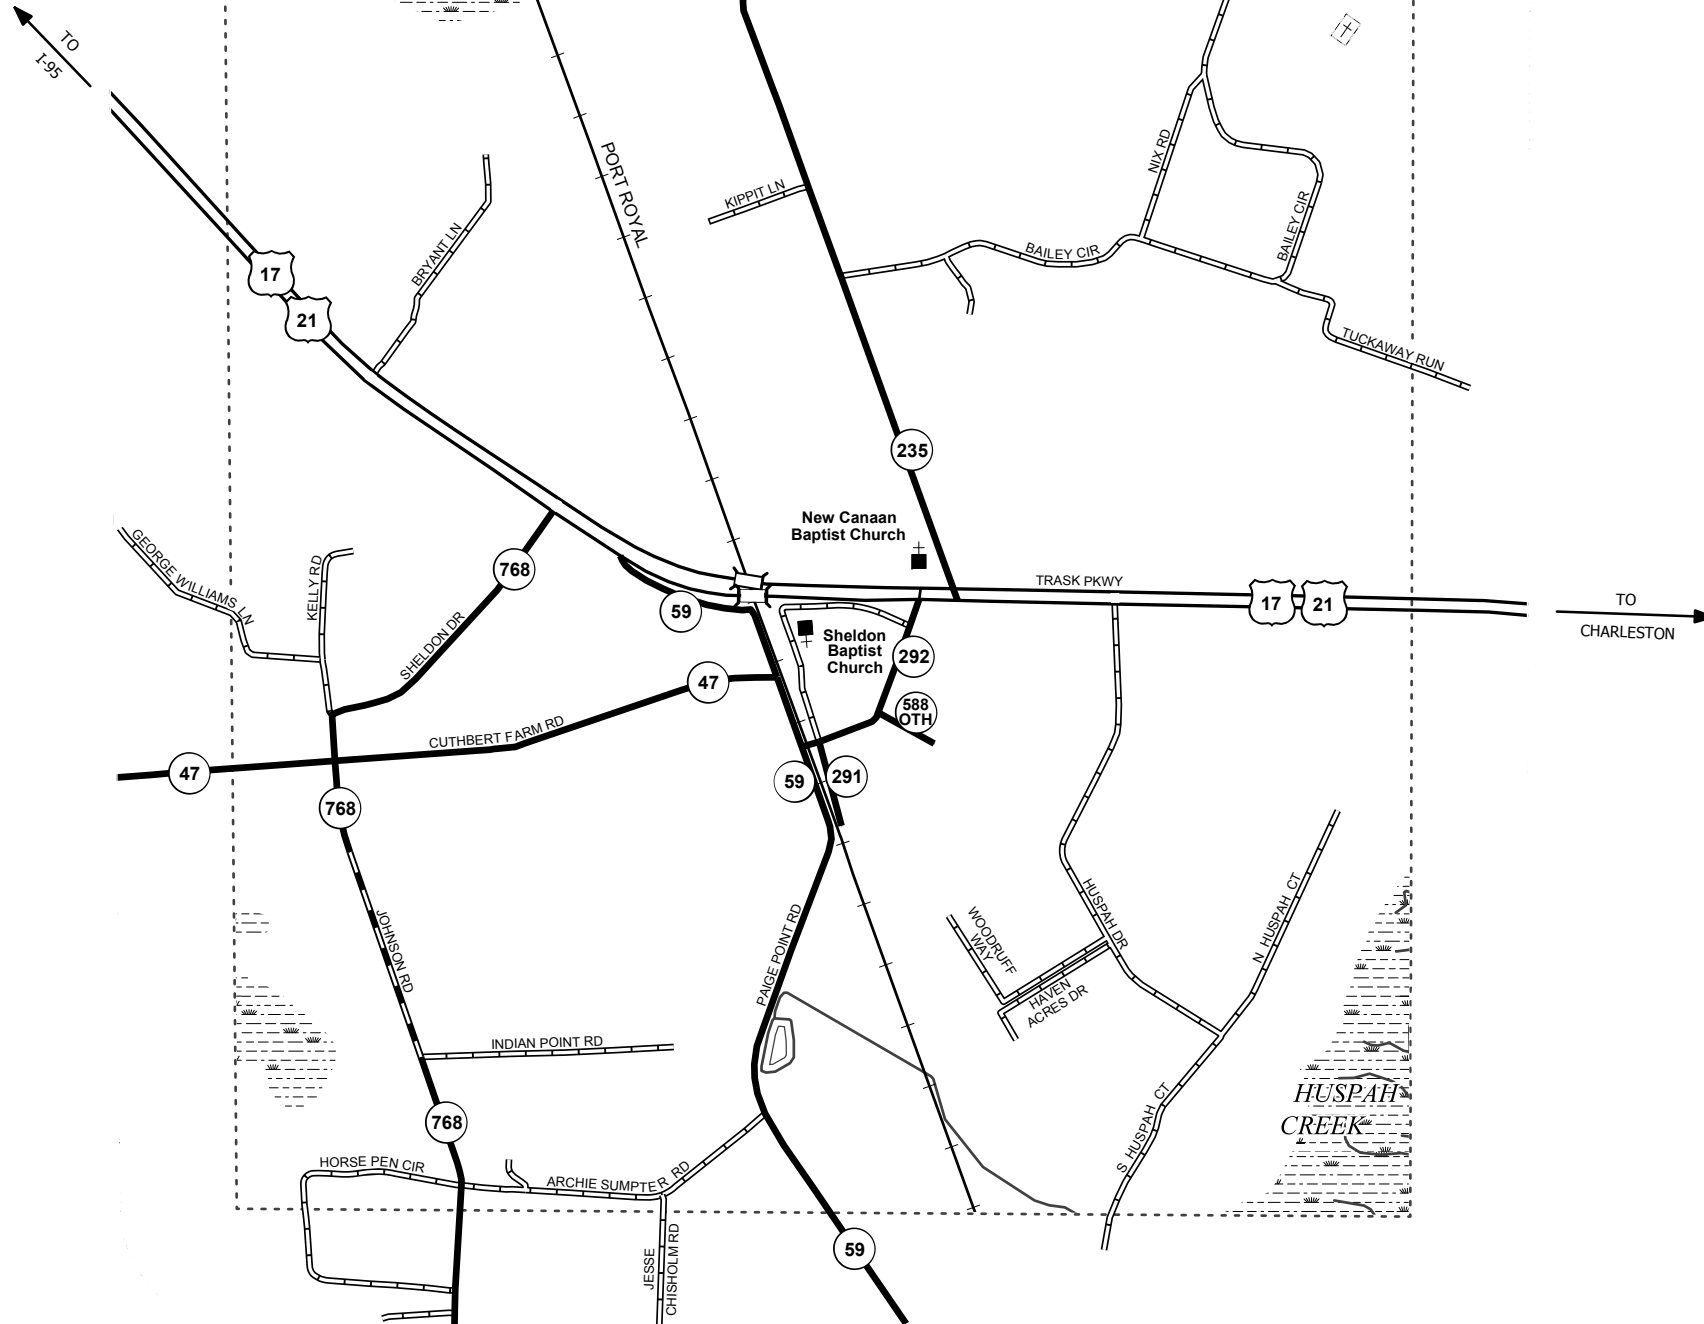 TO
I-95
PORT ROYAL
KIPPIT LN
NIX RD
BAILEY CIR
BAILEY CIR
BRYANT LN
17
21
TUCKAWAY RUN
235
New Canaan
Baptist Church
GEORGE WILLIAMS LN
KELLY RD
768
SHELDON DR
59
TRASK PKWY
17
21
TO
CHARLESTON
Sheldon
Baptist
Church
292
588
OTH
47
CUTHBERT FARM RD
47
768
59
291
JOHNSON RD
PAIGE POINT RD
HUSPAH DR
WOODRUFF
WAY
HAVEN
ACRES DR
N HUSPAH CT
INDIAN POINT RD
HUSPAH
CREEK
768
S HUSPAH CT
HORSE PEN CIR
ARCHIE SUMPTER RD
JESSE
CHISHOLM RD
59